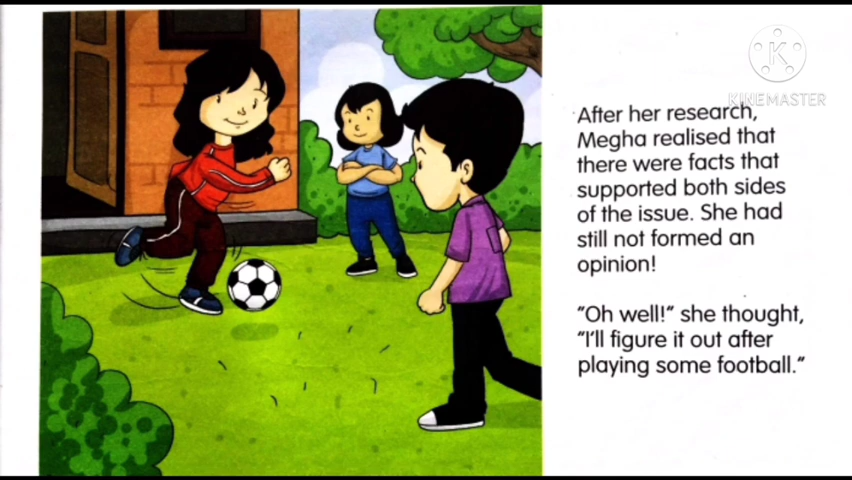 KINEMASTER
After her research,
Megha realised that
there were facts that
supported both sides
of the issue. She had
still not formed an
opinion!
"Oh well!" she thought,
"I'll figure it out after
playing some football."